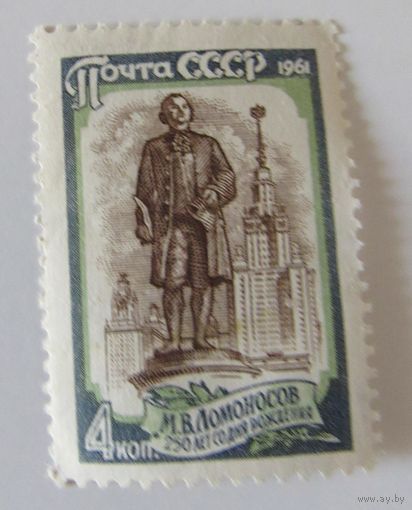 Почта СССР 1961
М.В.ЛОМОНОСОВ
250 ЛЕТ СО ДНЯ РОЖДЕНИЯ
4 КОП.
www.ay.by